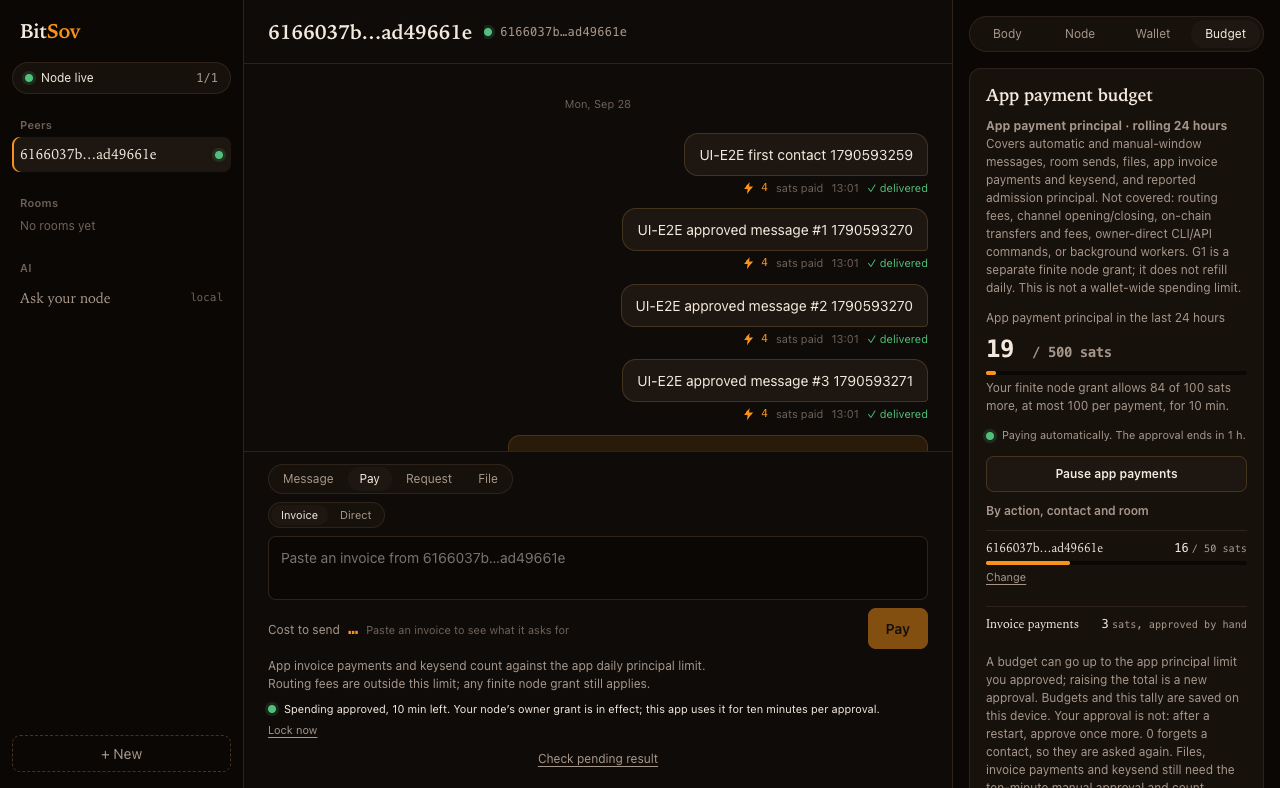 BitSov
Node live 1/1
Peers
6166037b…ad49661e
Rooms
No rooms yet
AI
Ask your node local
+ New
6166037b…ad49661e 6166037b…ad49661e
Mon, Sep 28
UI-E2E first contact 1790593259
4 sats paid 13:01 ✓ delivered
UI-E2E approved message #1 1790593270
4 sats paid 13:01 ✓ delivered
UI-E2E approved message #2 1790593270
4 sats paid 13:01 ✓ delivered
UI-E2E approved message #3 1790593271
4 sats paid 13:01 ✓ delivered
Message Pay Request File
Invoice Direct
Paste an invoice from 6166037b…ad49661e
Cost to send … Paste an invoice to see what it asks for
Pay
App invoice payments and keysend count against the app daily principal limit.
Routing fees are outside this limit; any finite node grant still applies.
Spending approved, 10 min left. Your node's owner grant is in effect; this app uses it for ten minutes per approval.
Lock now
Check pending result
Body Node Wallet Budget
App payment budget
App payment principal · rolling 24 hours
Covers automatic and manual-window
messages, room sends, files, app invoice
payments and keysend, and reported
admission principal. Not covered: routing
fees, channel opening/closing, on-chain
transfers and fees, owner-direct CLI/API
commands, or background workers. G1 is a
separate finite node grant; it does not refill
daily. This is not a wallet-wide spending limit.
App payment principal in the last 24 hours
19 / 500 sats
Your finite node grant allows 84 of 100 sats
more, at most 100 per payment, for 10 min.
Paying automatically. The approval ends in 1 h.
Pause app payments
By action, contact and room
6166037b…ad49661e 16 / 50 sats
Change
Invoice payments 3 sats, approved by hand
A budget can go up to the app principal limit
you approved; raising the total is a new
approval. Budgets and this tally are saved on
this device. Your approval is not: after a
restart, approve once more. 0 forgets a
contact, so they are asked again. Files,
invoice payments and keysend still need the
ten-minute manual approval and count